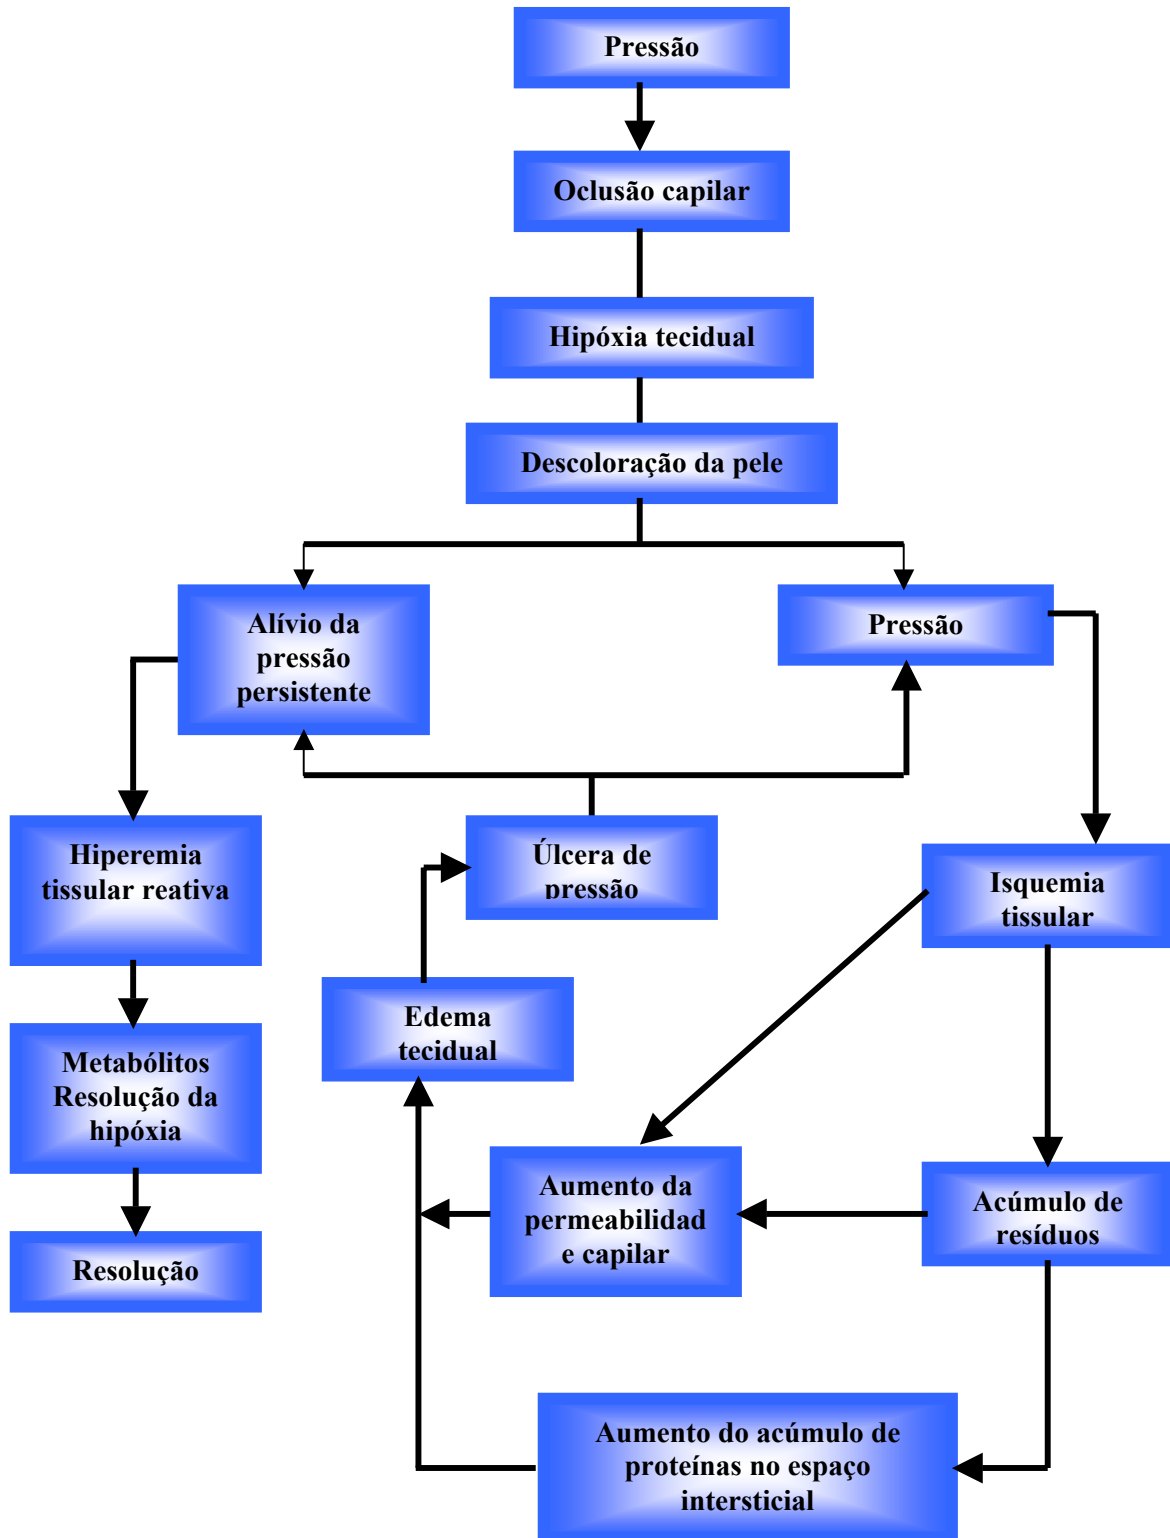 Pressão
Oclusão capilar
Hipóxia tecidual
Descoloração da pele
Alívio da
pressão
persistente
Pressão
Hiperemia
tissular reativa
Úlcera de
pressão
Isquemia
tissular
Edema
tecidual
Metabólitos
Resolução da
hipóxia
Aumento da
permeabilidad
e capilar
Acúmulo de
resíduos
Resolução
Aumento do acúmulo de
proteínas no espaço
intersticial